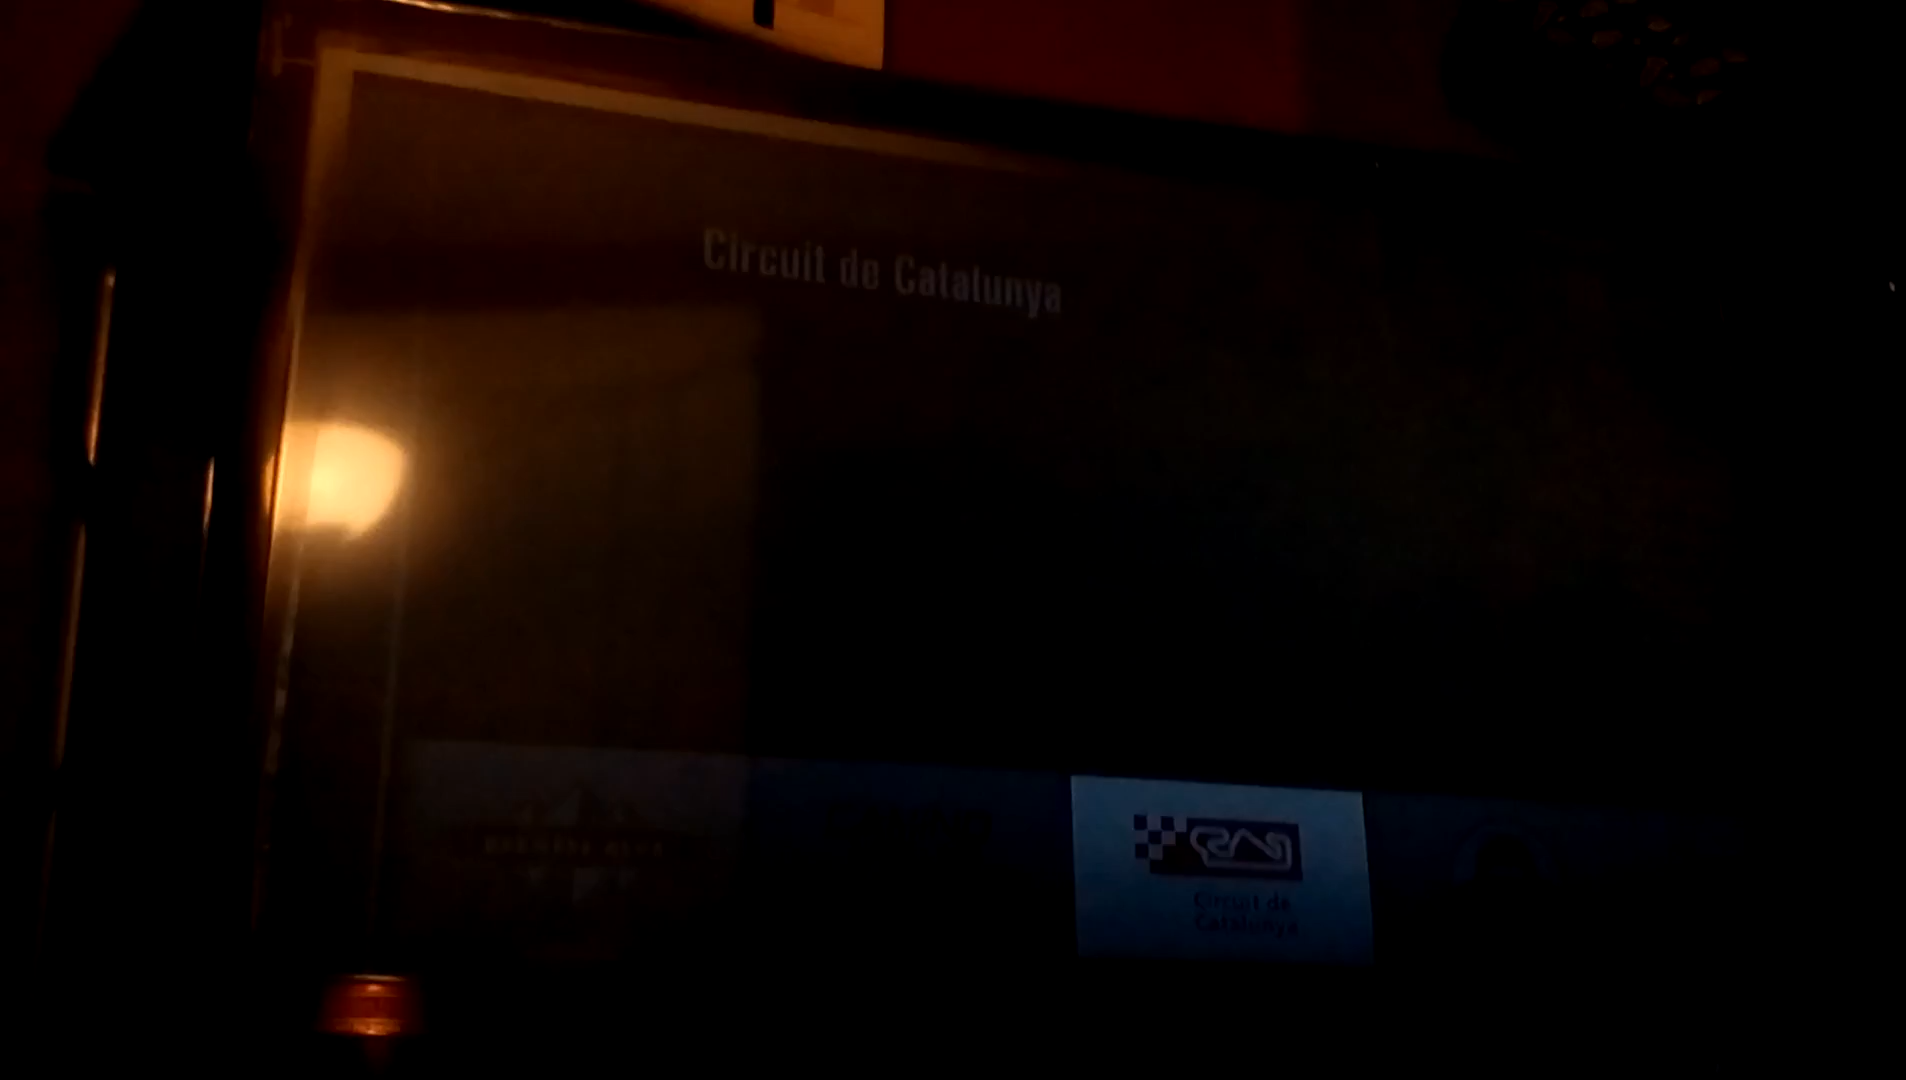 Circuit de Catalunya
Circuit de
Catalunya